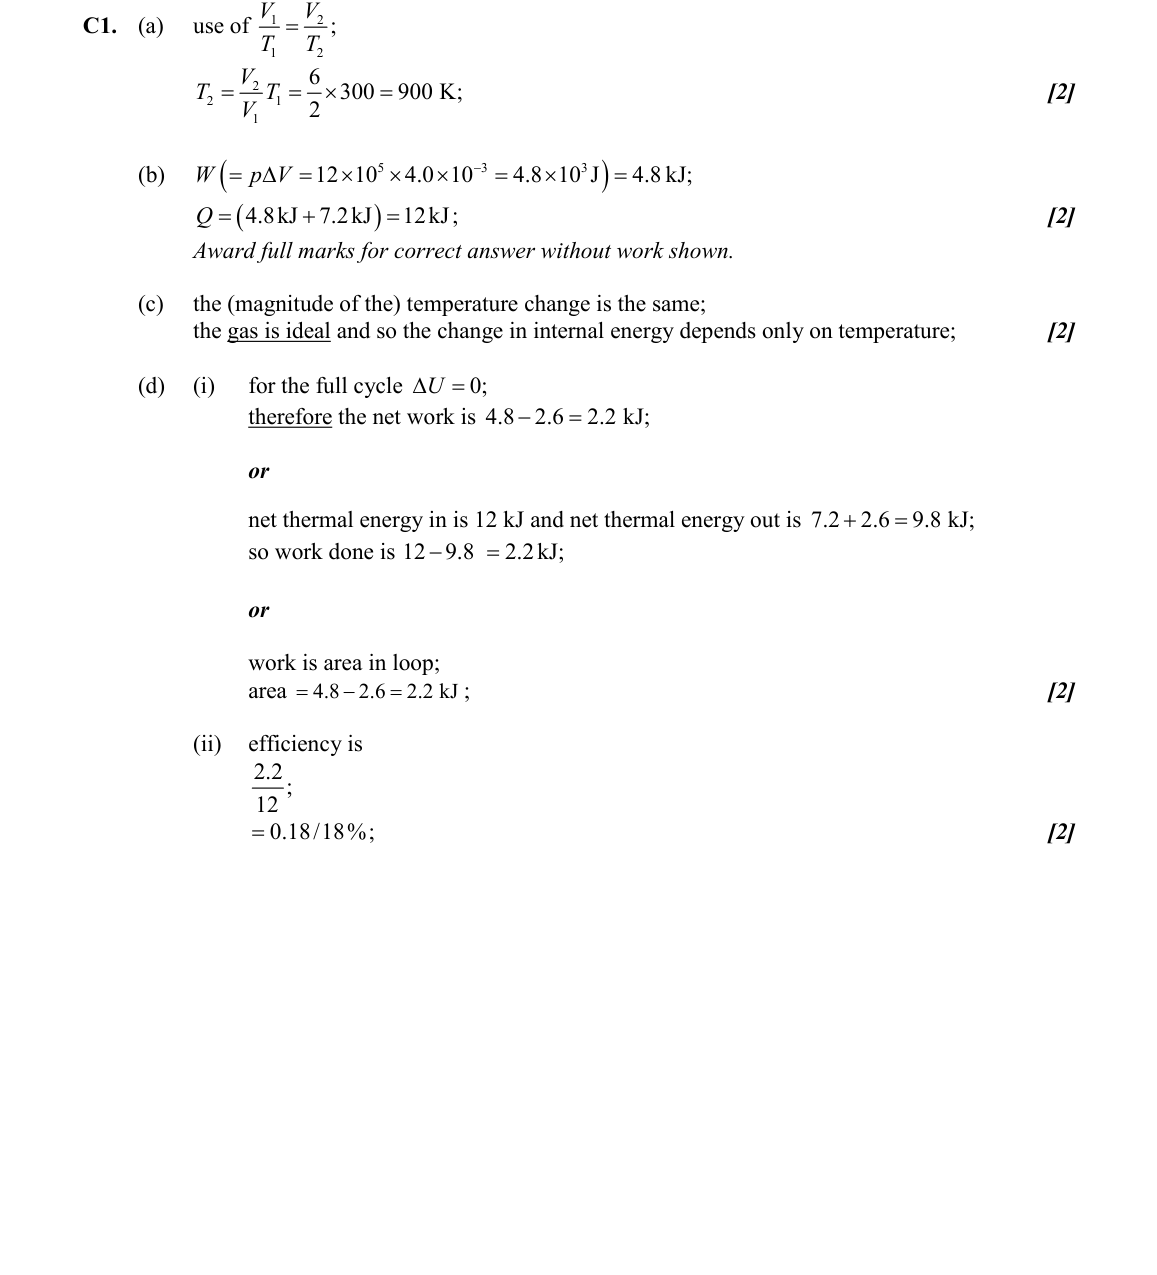 C1. (a) use of V₁/T₁ = V₂/T₂;
T₂ = V₂/V₁ T₁ = 6/2 × 300 = 900 K; [2]
(b) W (= pΔV = 12×10⁵ × 4.0×10⁻³ = 4.8×10³ J) = 4.8 kJ;
Q = (4.8 kJ + 7.2 kJ) = 12 kJ; [2]
Award full marks for correct answer without work shown.
(c) the (magnitude of the) temperature change is the same;
the gas is ideal and so the change in internal energy depends only on temperature; [2]
(d) (i) for the full cycle ΔU = 0;
therefore the net work is 4.8 – 2.6 = 2.2 kJ;
or
net thermal energy in is 12 kJ and net thermal energy out is 7.2 + 2.6 = 9.8 kJ;
so work done is 12 – 9.8 = 2.2 kJ;
or
work is area in loop;
area = 4.8 – 2.6 = 2.2 kJ ; [2]
(ii) efficiency is
2.2/12;
= 0.18/18%; [2]